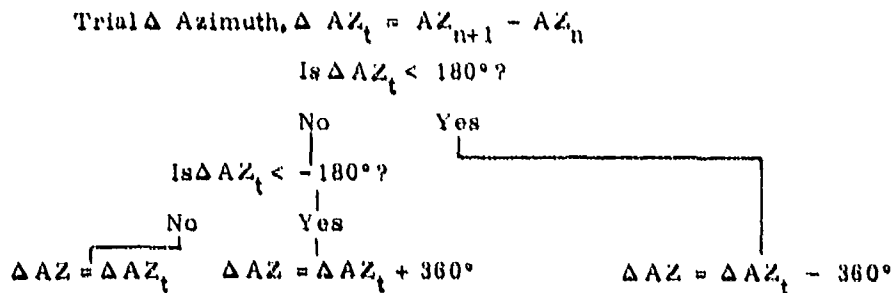 Trial Δ Azimuth, Δ AZ_t = AZ_{n+1} - AZ_n
Is Δ AZ_t < 180°?
No Yes
Is Δ AZ_t < -180°?
No Yes
Δ AZ = Δ AZ_t Δ AZ = Δ AZ_t + 360° Δ AZ = Δ AZ_t - 360°